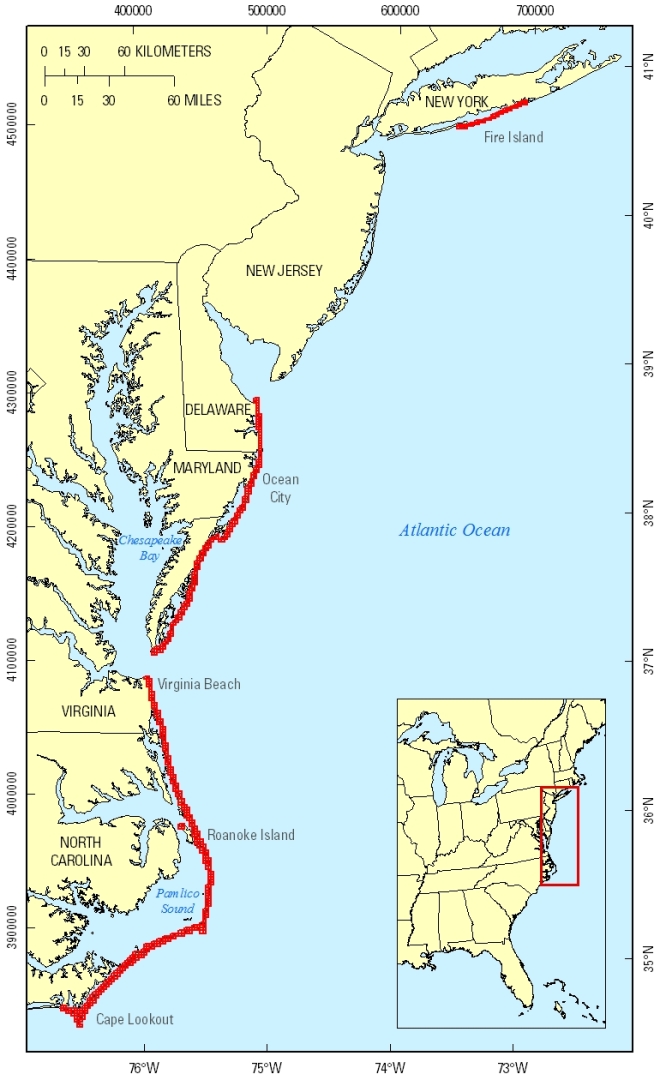 400000 500000 600000 700000
0 15 30 60 KILOMETERS
0 15 30 60 MILES
41°N
NEW YORK
4500000
Fire Island
40°N
4400000
NEW JERSEY
39°N
4300000
DELAWARE
MARYLAND
Ocean
City
38°N
4200000
Atlantic Ocean
Chesapeake
Bay
37°N
4100000
Virginia Beach
VIRGINIA
36°N
4000000
Roanoke Island
NORTH
CAROLINA
Pamlico
Sound
3900000
35°N
Cape Lookout
76°W 75°W 74°W 73°W